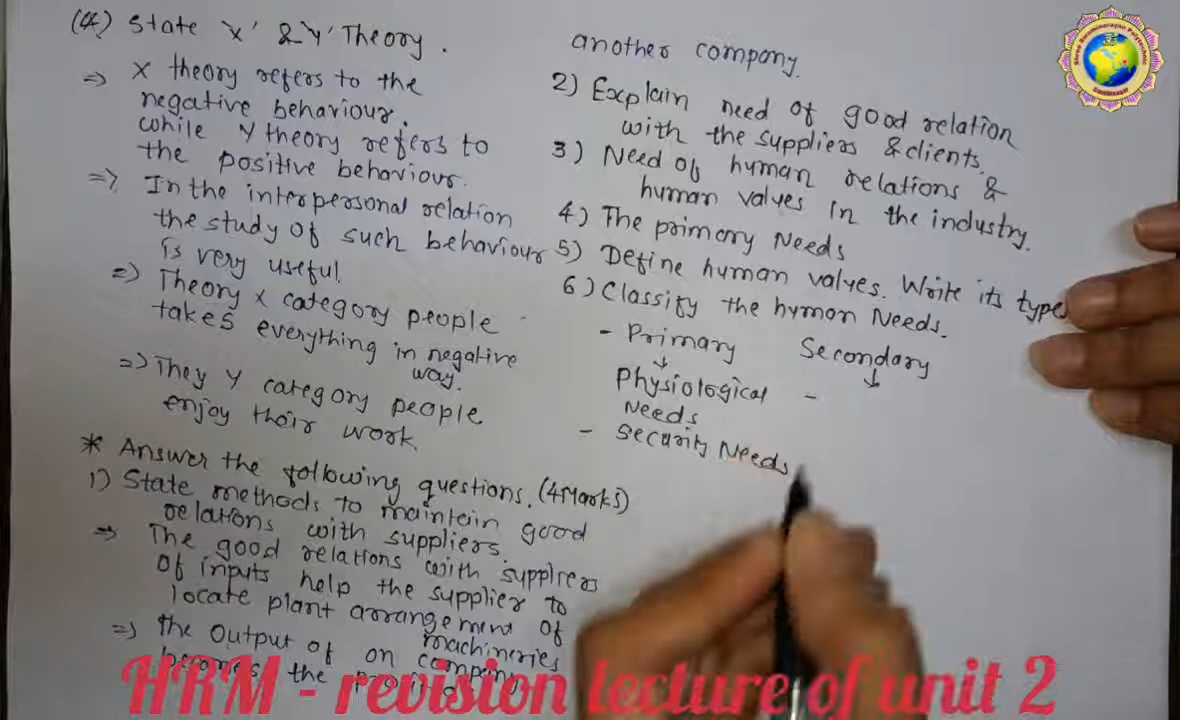 (4) State 'X' & 'Y' Theory.
=> X theory refers to the
negative behaviour.
while Y theory refers to
the positive behaviour.
=> In the interpersonal relation
the study of such behaviour
is very useful.
=> Theory X category people
takes everything in negative
way.
=> They Y category people
enjoy thoir work.
* Answer the following questions. (4 Marks)
1) State methods to maintain good
relations with suppliers.
=> The good relations with suppliers
of inputs help the supplier to
locate plant arrangement of
machineries
=> the output of on company
the
another company.
2) Explain need of good relation
with the suppliers & clients.
3) Need of human relations &
human values in the industry.
4) The primary Needs
5) Define human values. Write its types
6) Classify the human Needs.
- Primary Secondary
Physiological -
Needs
- Security Needs
Shree Swaminarayan Polytechnic
HRM - revision lecture of unit 2